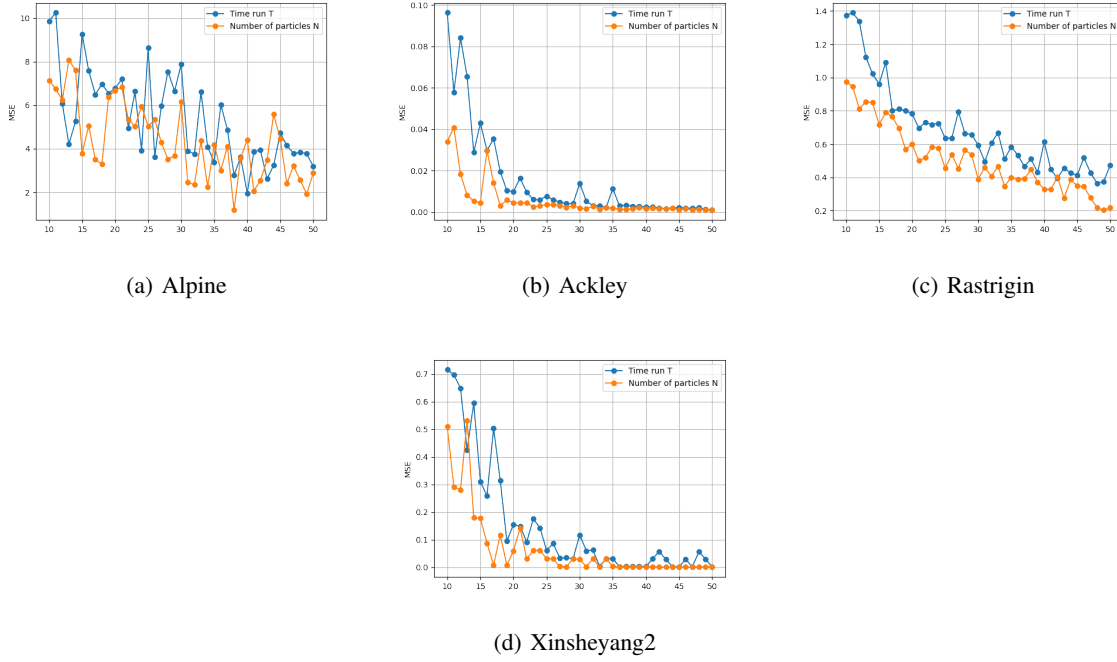 Time run T
Number of particles N
MSE
10
8
6
4
2
10 15 20 25 30 35 40 45 50
(a) Alpine
Time run T
Number of particles N
MSE
0.10
0.08
0.06
0.04
0.02
0.00
10 15 20 25 30 35 40 45 50
(b) Ackley
Time run T
Number of particles N
MSE
1.4
1.2
1.0
0.8
0.6
0.4
0.2
10 15 20 25 30 35 40 45 50
(c) Rastrigin
Time run T
Number of particles N
MSE
0.7
0.6
0.5
0.4
0.3
0.2
0.1
0.0
10 15 20 25 30 35 40 45 50
(d) Xinsheyang2